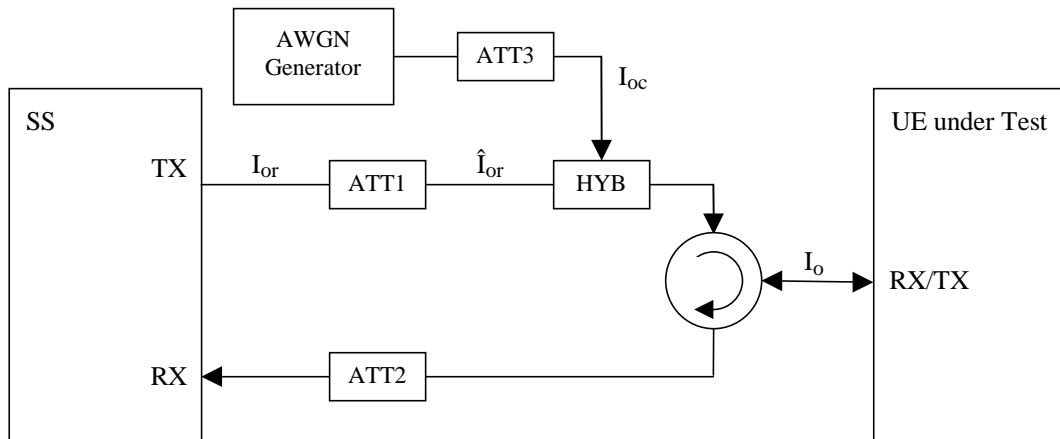 AWGN
Generator
ATT3
I_oc
SS
UE under Test
TX
I_or
ATT1
Î_or
HYB
I_o
RX/TX
RX
ATT2